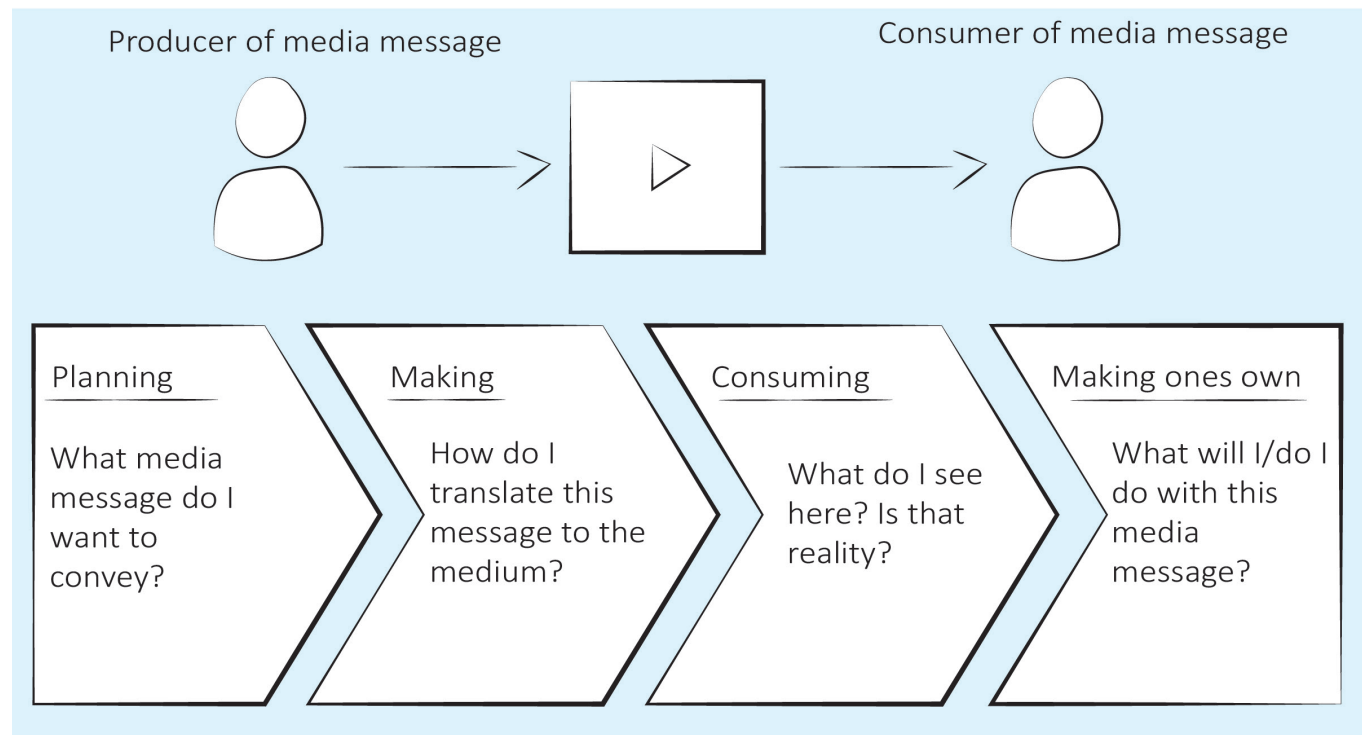 Producer of media message
Consumer of media message
Planning
What media
message do I
want to
convey?
Making
How do I
translate this
message to the
medium?
Consuming
What do I see
here? Is that
reality?
Making ones own
What will I/do I
do with this
media
message?